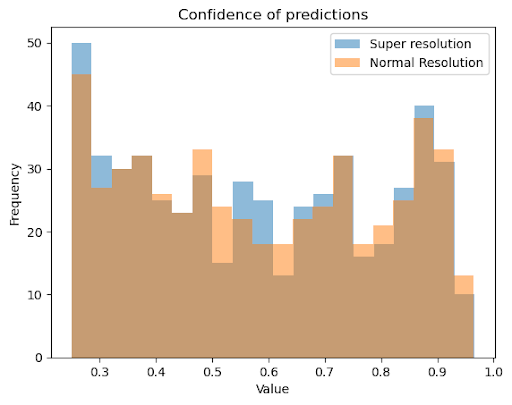 Confidence of predictions
Super resolution
Normal Resolution
50
40
30
20
10
0
Frequency
0.3 0.4 0.5 0.6 0.7 0.8 0.9 1.0
Value